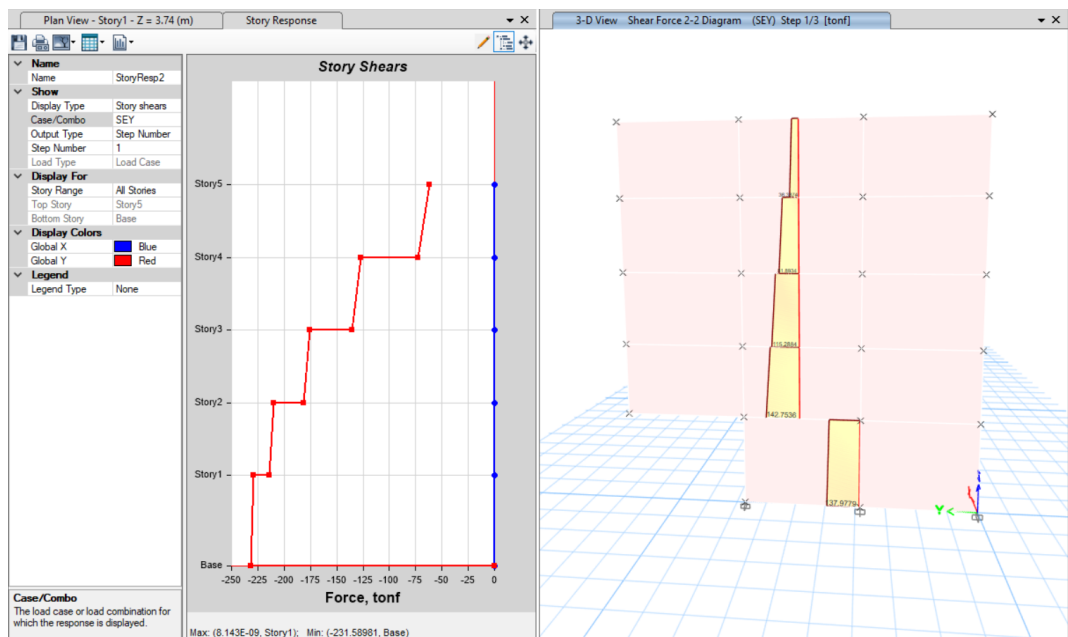 Plan View - Story1 - Z = 3.74 (m)
Story Response
Name
Name StoryResp2
Show
Display Type Story shears
Case/Combo SEY
Output Type Step Number
Step Number 1
Load Type Load Case
Display For
Story Range All Stories
Top Story Story5
Bottom Story Base
Display Colors
Global X Blue
Global Y Red
Legend
Legend Type None
Case/Combo
The load case or load combination for
which the response is displayed.
Story Shears
Story5
Story4
Story3
Story2
Story1
Base
-250 -225 -200 -175 -150 -125 -100 -75 -50 -25 0
Force, tonf
Max: (8.143E-09, Story1); Min: (-231.58981, Base)
3-D View Shear Force 2-2 Diagram (SEY) Step 1/3 [tonf]
142.7536
137.9779
Y